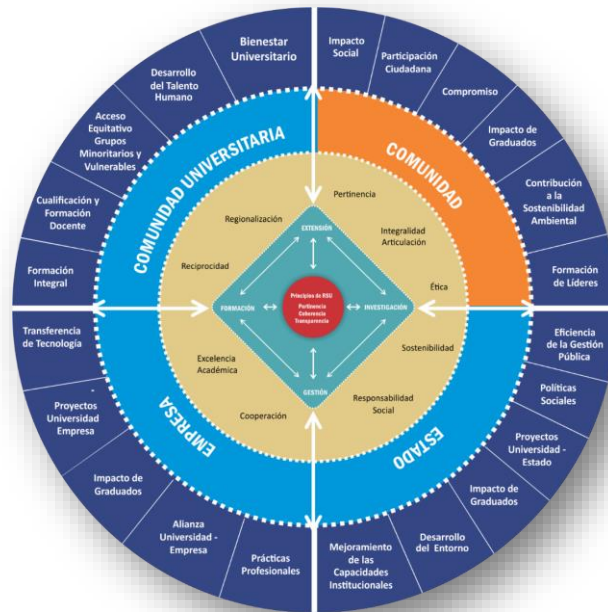 Bienestar
Universitario
Desarrollo
del Talento
Humano
Acceso
Equitativo
Grupos
Minoritarios y
Vulnerables
Cualificación y
Formación
Docente
Formación
Integral
Impacto
Social
Participación
Ciudadana
Compromiso
Impacto de
Graduados
Contribución
a la
Sostenibilidad
Ambiental
Formación
de Líderes
COMUNIDAD UNIVERSITARIA
COMUNIDAD
Regionalización
Reciprocidad
Pertinencia
Integralidad
Articulación
Ética
EXTENSIÓN
FORMACIÓN
Principios de RSU
Pertinencia
Coherencia
Transparencia
INVESTIGACIÓN
GESTIÓN
Excelencia
Académica
Cooperación
Sostenibilidad
Responsabilidad
Social
EMPRESA
ESTADO
Transferencia
de Tecnología
-
Proyectos
Universidad
Empresa
Impacto de
Graduados
Alianza
Universidad -
Empresa
Prácticas
Profesionales
Eficiencia
de la Gestión
Pública
Políticas
Sociales
Proyectos
Universidad -
Estado
Impacto de
Graduados
Desarrollo
del Entorno
Mejoramiento
de las
Capacidades
Institucionales